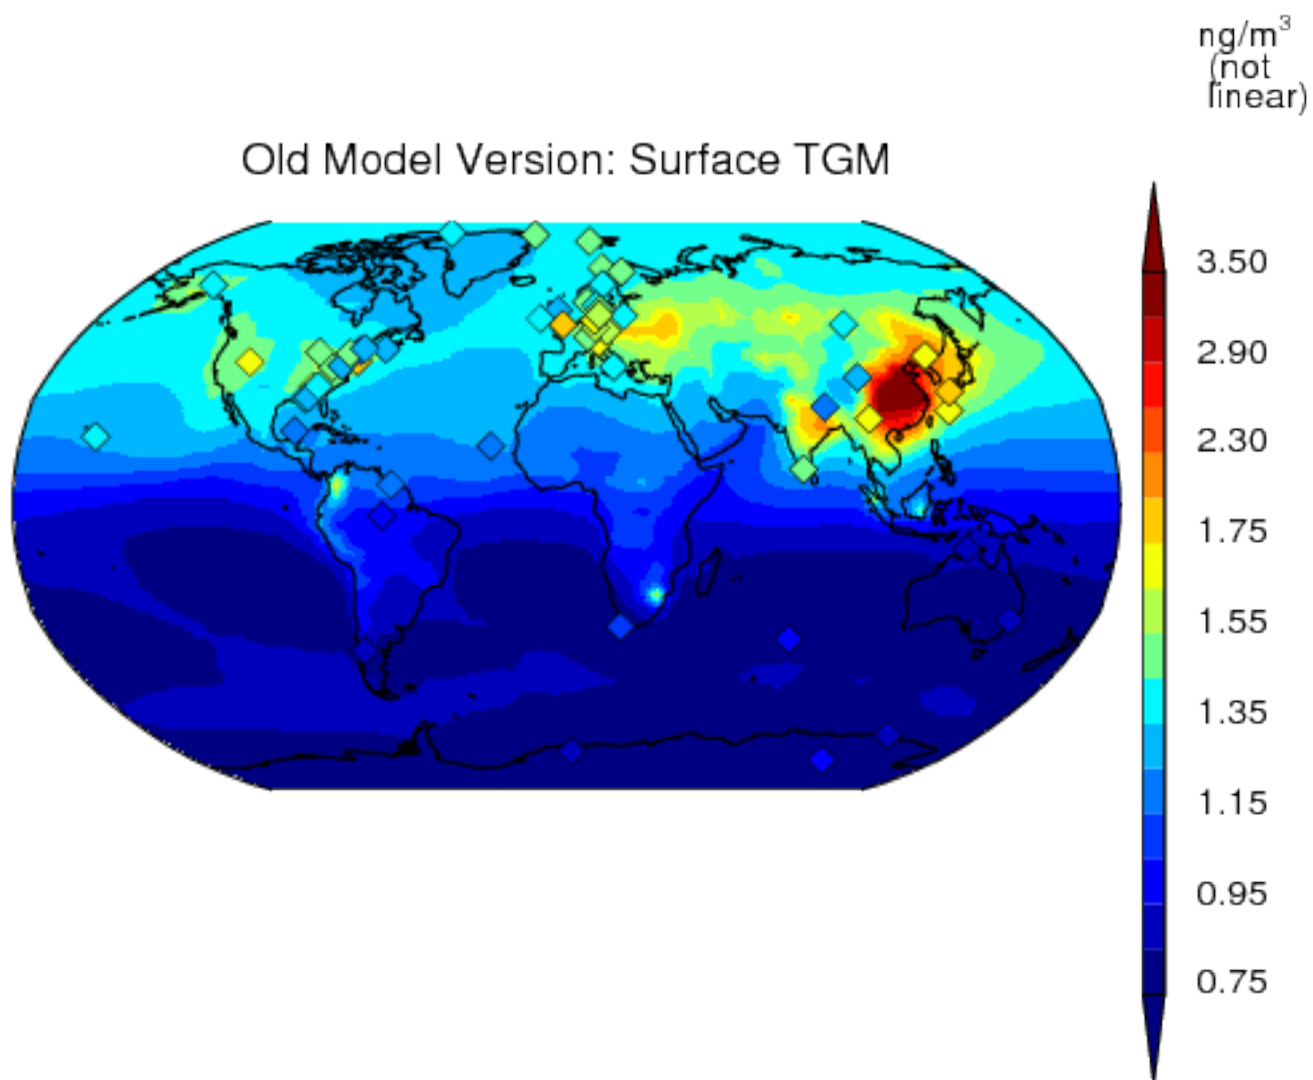 ng/m³
(not
linear)
Old Model Version: Surface TGM
3.50
2.90
2.30
1.75
1.55
1.35
1.15
0.95
0.75